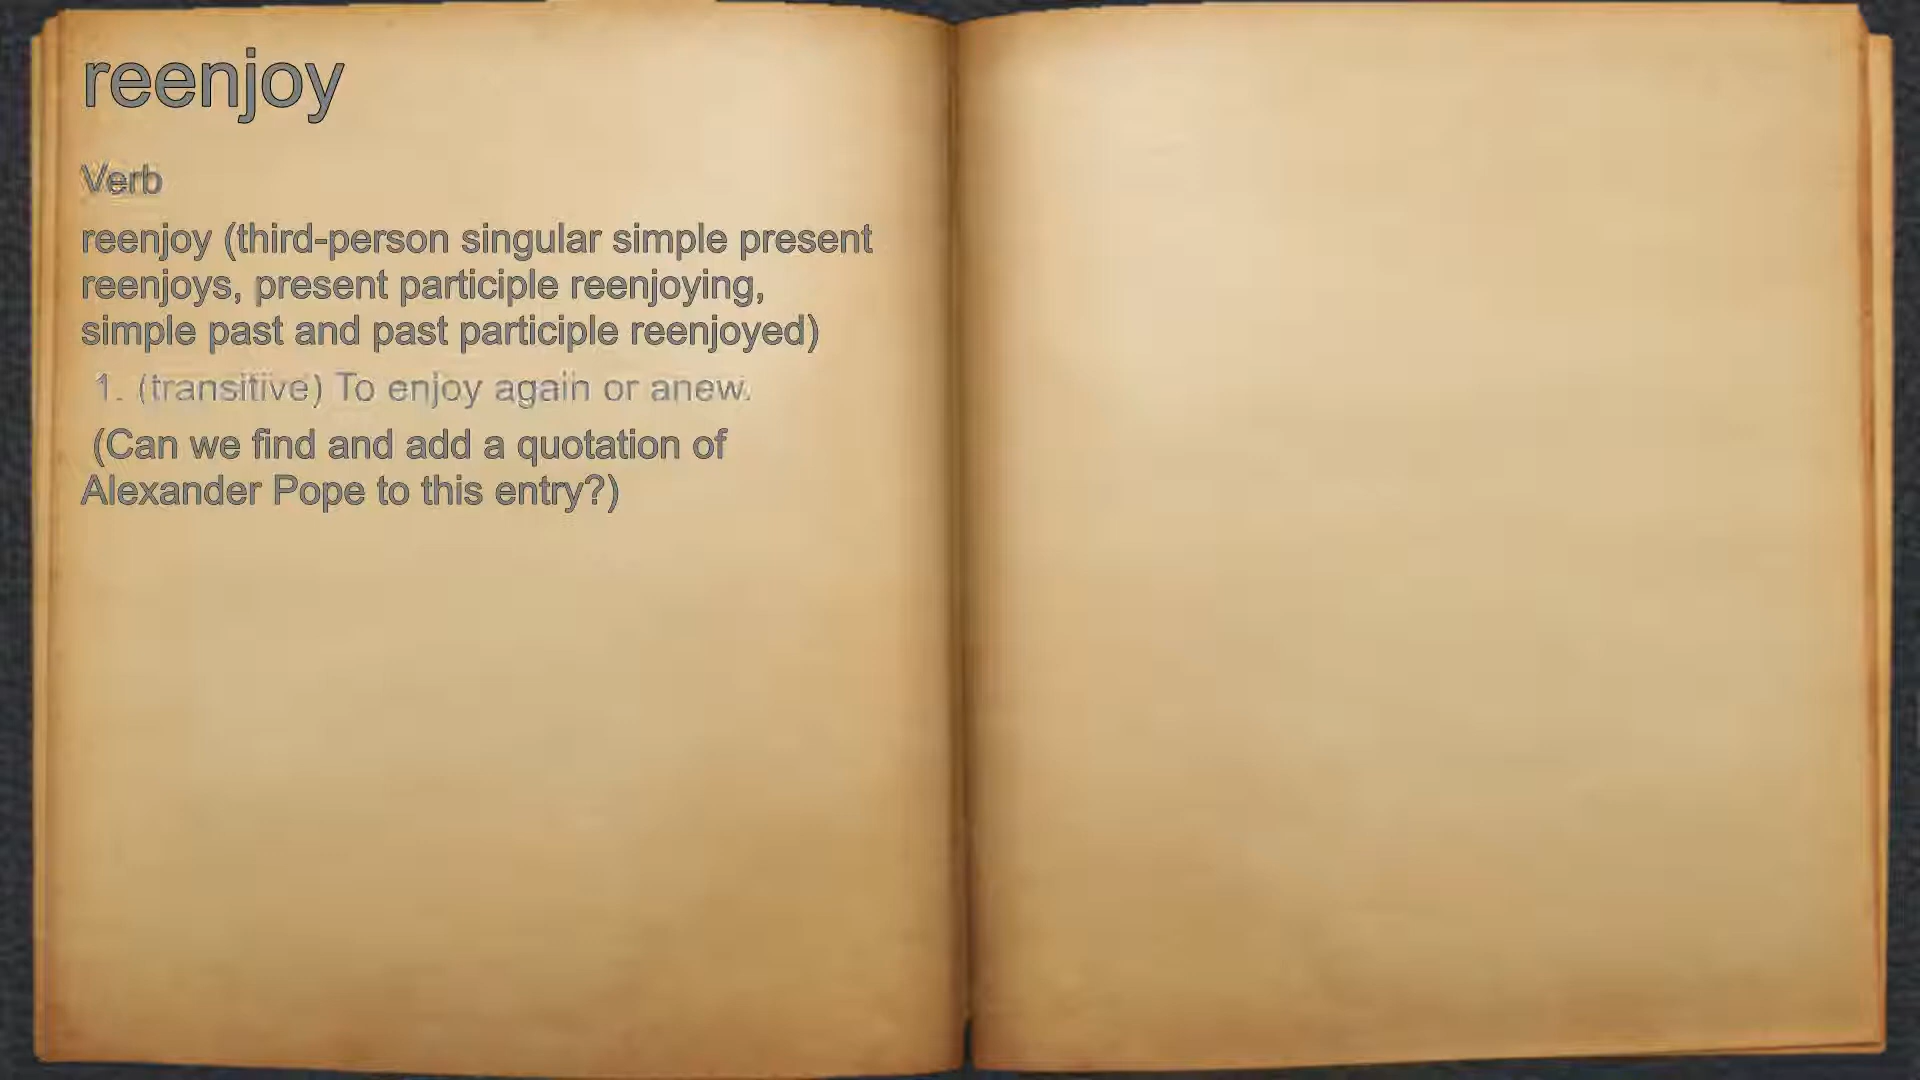 reenjoy
Verb
reenjoy (third-person singular simple present
reenjoys, present participle reenjoying,
simple past and past participle reenjoyed)
1. (transitive) To enjoy again or anew.
(Can we find and add a quotation of
Alexander Pope to this entry?)